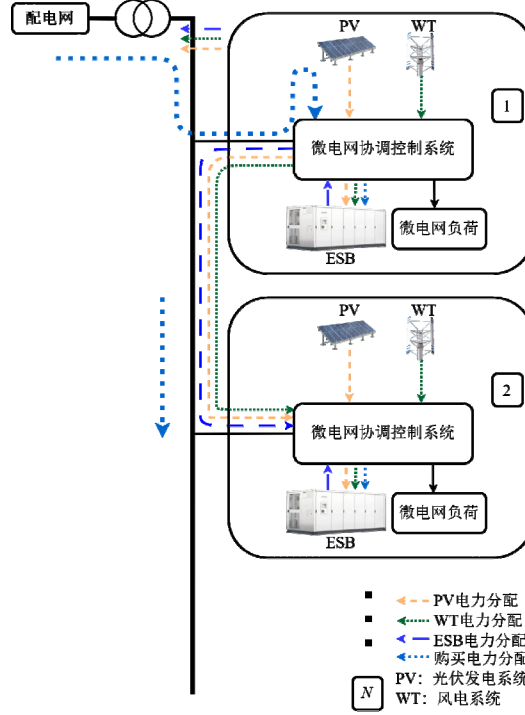 配电网
PV
WT
1
微电网协调控制系统
微电网负荷
ESB
PV
WT
2
微电网协调控制系统
微电网负荷
ESB
PV电力分配
WT电力分配
ESB电力分配
购买电力分配
N
PV：光伏发电系统
WT：风电系统